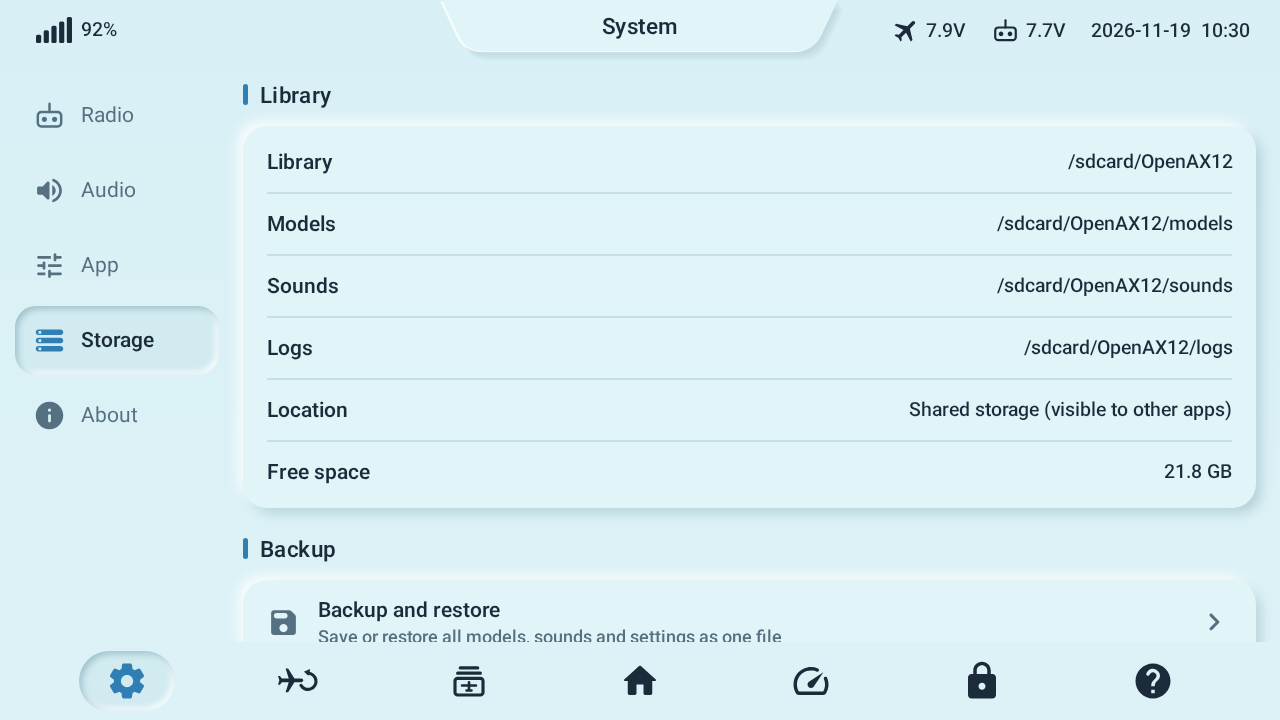 92%
System
7.9V
7.7V
2026-11-19 10:30
Radio
Audio
App
Storage
About
Library
Library /sdcard/OpenAX12
Models /sdcard/OpenAX12/models
Sounds /sdcard/OpenAX12/sounds
Logs /sdcard/OpenAX12/logs
Location Shared storage (visible to other apps)
Free space 21.8 GB
Backup
Backup and restore
Save or restore all models, sounds and settings as one file